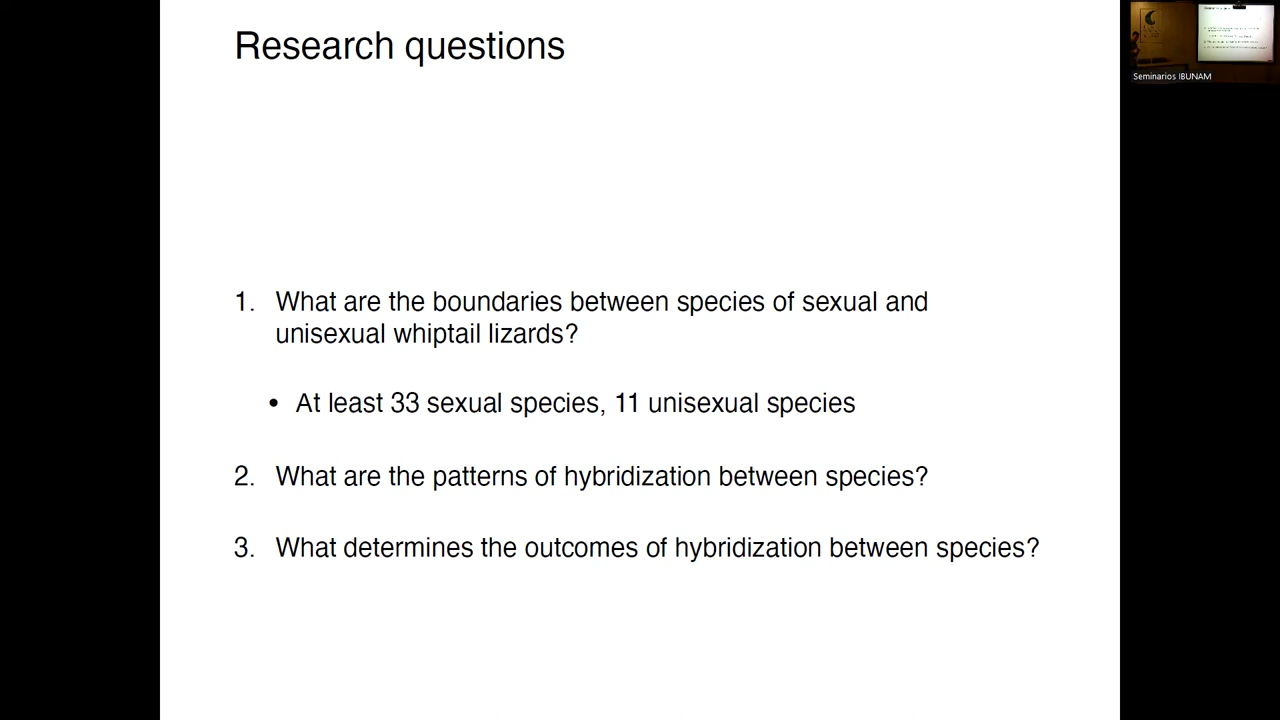 Research questions
Seminarios IBUNAM
1. What are the boundaries between species of sexual and
unisexual whiptail lizards?
• At least 33 sexual species, 11 unisexual species
2. What are the patterns of hybridization between species?
3. What determines the outcomes of hybridization between species?